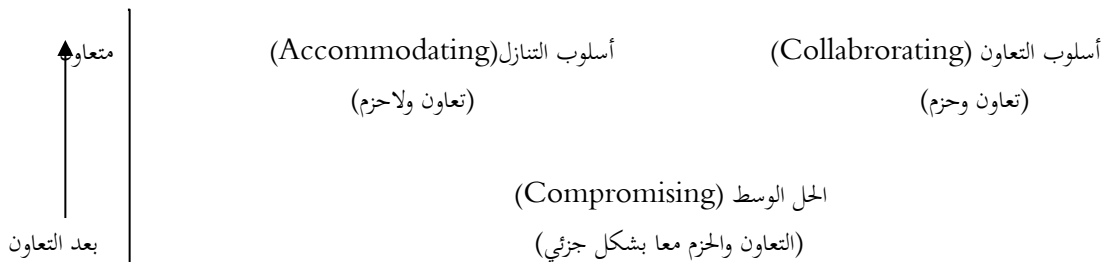 أسلوب التعاون (Collabrorating) أسلوب التنازل(Accommodating) متعاون
(تعاون وحزم) (تعاون ولاحزم)
الحل الوسط (Compromising)
(التعاون والحزم معا بشكل جزئي) بعد التعاون